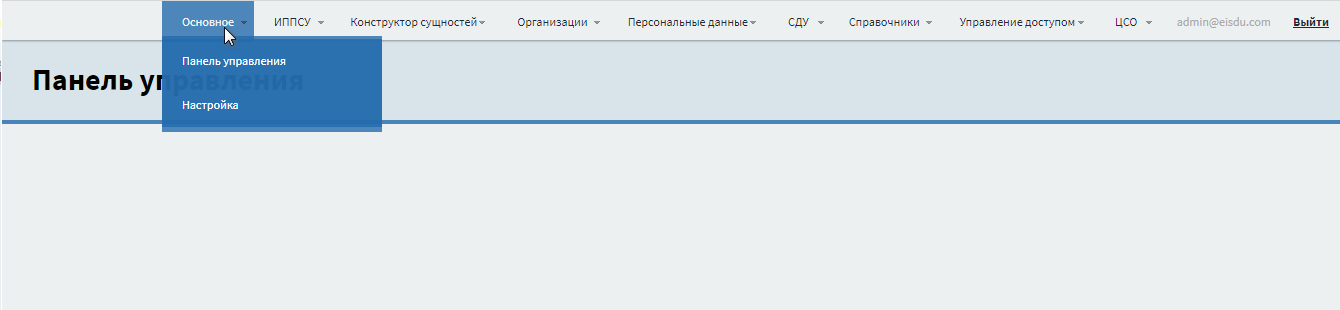 Основное ИППСУ Конструктор сущностей Организации Персональные данные СДУ Справочники Управление доступом ЦСО admin@eisdu.com Выйти
Панель управления
Панель управления
Настройка